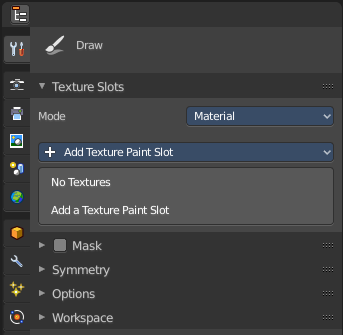 Draw
Texture Slots
Mode Material
Add Texture Paint Slot
No Textures
Add a Texture Paint Slot
Mask
Symmetry
Options
Workspace